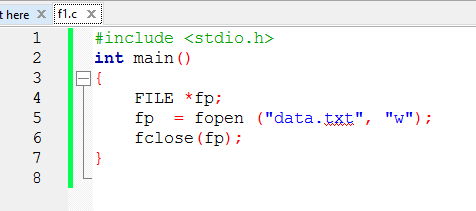 t here X f1.c X
1 #include <stdio.h>
2 int main()
3 {
4 FILE *fp;
5 fp  = fopen ("data.txt", "w");
6 fclose(fp);
7 }
8